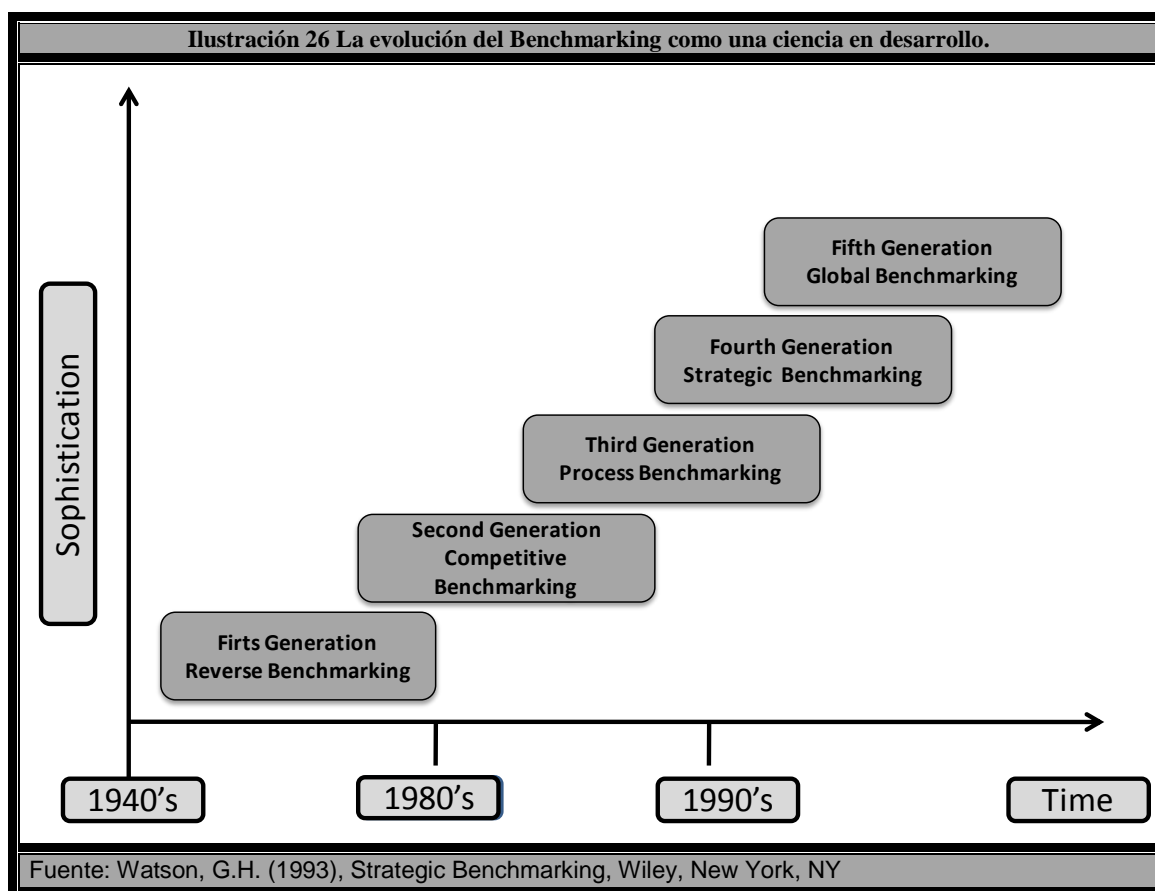 Ilustración 26 La evolución del Benchmarking como una ciencia en desarrollo.
Fifth Generation
Global Benchmarking
Fourth Generation
Strategic Benchmarking
Third Generation
Process Benchmarking
Second Generation
Competitive
Benchmarking
Firts Generation
Reverse Benchmarking
Sophistication
1940's
1980's
1990's
Time
Fuente: Watson, G.H. (1993), Strategic Benchmarking, Wiley, New York, NY